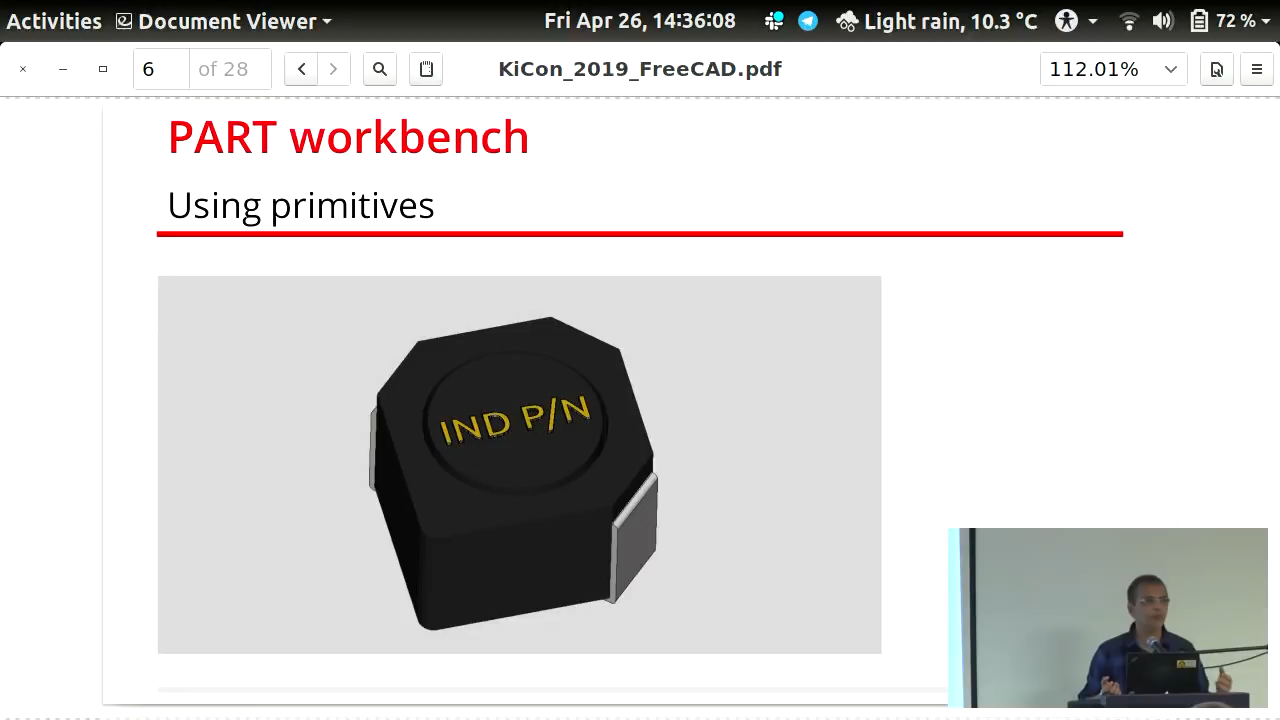 Activities Document Viewer Fri Apr 26, 14:36:08 Light rain, 10.3 °C 72 %
6 of 28 KiCon_2019_FreeCAD.pdf 112.01%
PART workbench
Using primitives
IND P/N